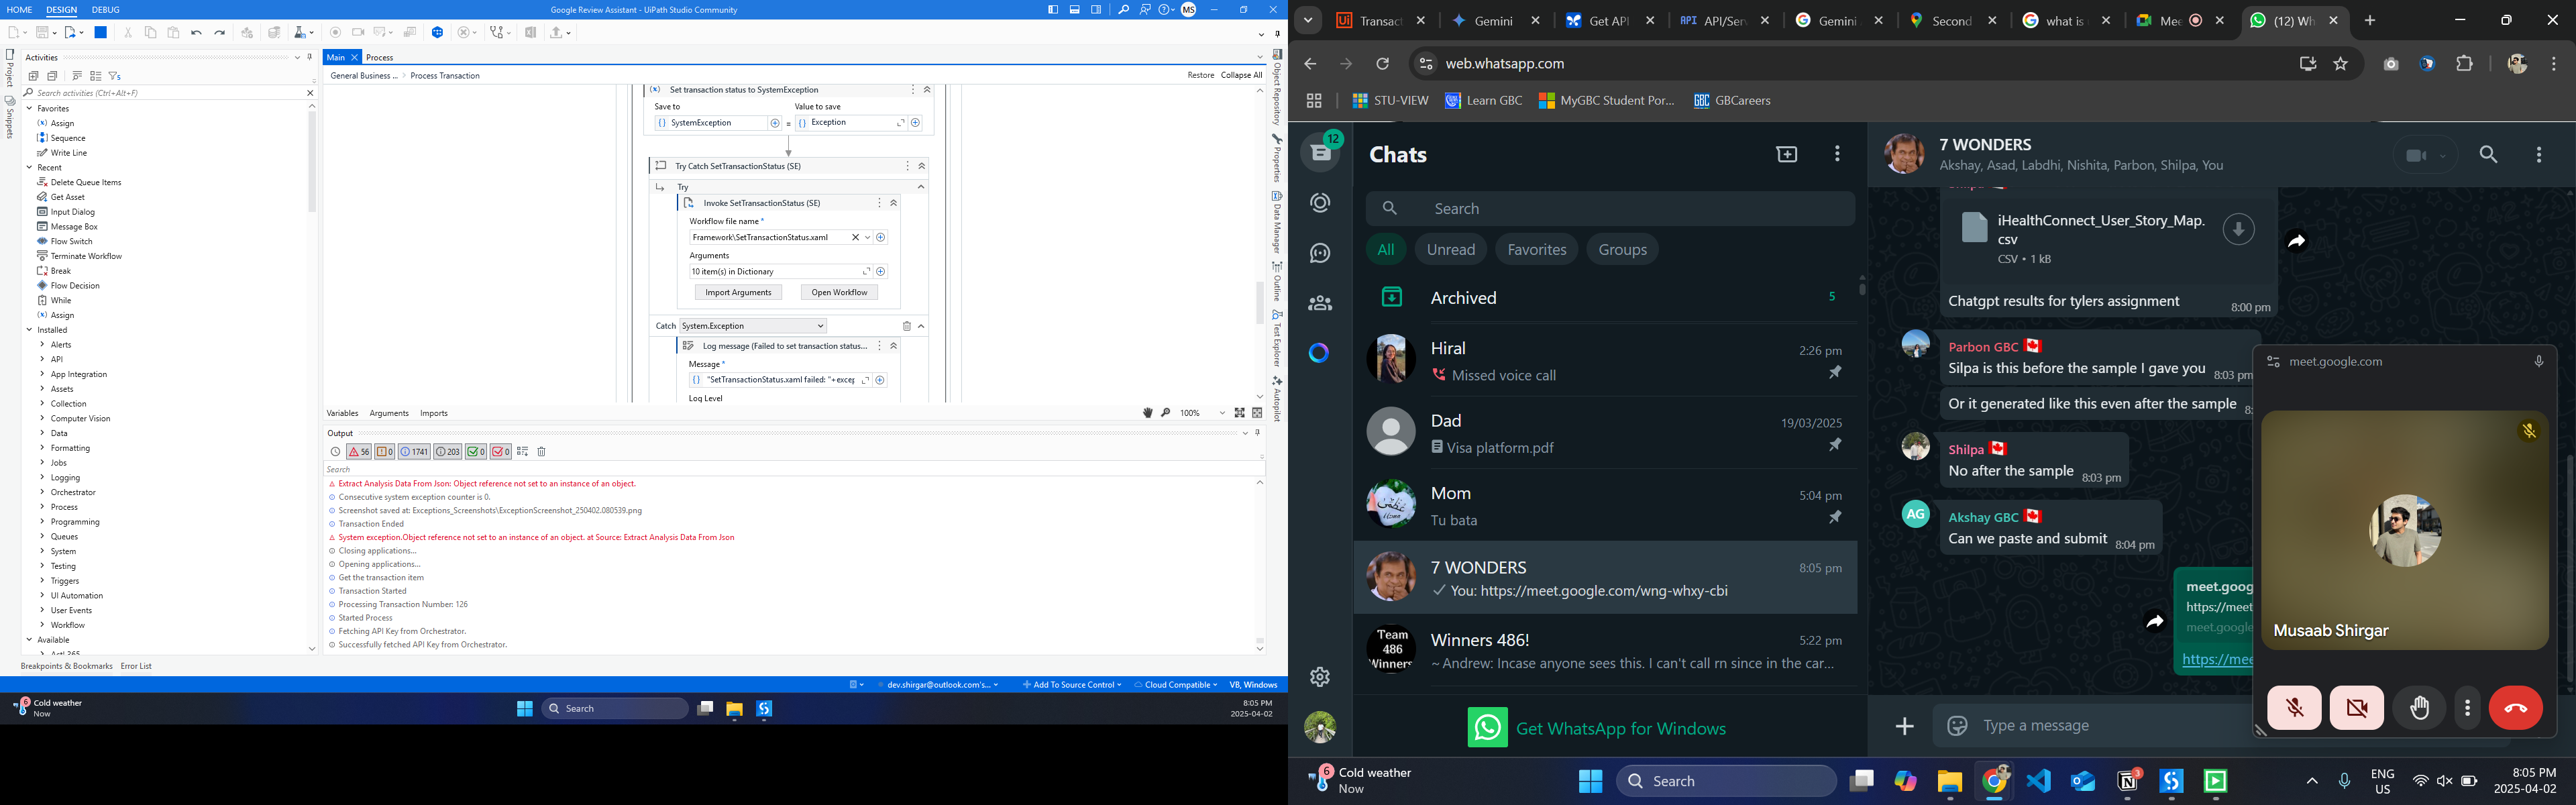 HOME DESIGN DEBUG
Google Review Assistant - UiPath Studio Community
MS
Activities
Search activities (Ctrl+Alt+F)
Favorites
Assign
Sequence
Write Line
Recent
Delete Queue Items
Get Asset
Input Dialog
Message Box
Flow Switch
Terminate Workflow
Break
Flow Decision
While
Assign
Installed
Alerts
API
App Integration
Assets
Collection
Computer Vision
Data
Formatting
Jobs
Logging
Orchestrator
Process
Programming
Queues
System
Testing
Triggers
UI Automation
User Events
Workflow
Available
Project
Snippets
Main Process
General Business ... > Process Transaction
Restore Collapse All
Set transaction status to SystemException
Save to Value to save
SystemException = Exception
Try Catch SetTransactionStatus (SE)
Try
Invoke SetTransactionStatus (SE)
Workflow file name *
Framework\SetTransactionStatus.xaml
Arguments
10 item(s) in Dictionary
Import Arguments Open Workflow
Catch System.Exception
Log message (Failed to set transaction status...
Message *
"SetTransactionStatus.xaml failed: "+excep
Log Level
Variables Arguments Imports
100%
Object Repository
Properties
Data Manager
Outline
Test Explorer
Autopilot
Output
56 0 1741 203 0 0
Search
Extract Analysis Data From Json: Object reference not set to an instance of an object.
Consecutive system exception counter is 0.
Screenshot saved at: Exceptions_Screenshots\ExceptionScreenshot_250402.080539.png
Transaction Ended
System exception.Object reference not set to an instance of an object. at Source: Extract Analysis Data From Json
Closing applications...
Opening applications...
Get the transaction item
Transaction Started
Processing Transaction Number: 126
Started Process
Fetching API Key from Orchestrator.
Successfully fetched API Key from Orchestrator.
Breakpoints & Bookmarks Error List
dev.shirgar@outlook.com's... Add To Source Control Cloud Compatible VB, Windows
6
Cold weather
Now
Search
8:05 PM
2025-04-02
Transact Gemini Get API API/Serv Gemini Second what is Mee (12) Wh
web.whatsapp.com
STU-VIEW Learn GBC MyGBC Student Por... GBCareers
12
Chats
Search
All Unread Favorites Groups
Archived 5
Hiral 2:26 pm
Missed voice call
Dad 19/03/2025
Visa platform.pdf
Mom 5:04 pm
Tu bata
7 WONDERS 8:05 pm
You: https://meet.google.com/wng-whxy-cbi
Team 486 Winners
Winners 486! 5:22 pm
~ Andrew: Incase anyone sees this. I can't call rn since in the car...
Get WhatsApp for Windows
7 WONDERS
Akshay, Asad, Labdhi, Nishita, Parbon, Shilpa, You
iHealthConnect_User_Story_Map.
csv
CSV • 1 kB
Chatgpt results for tylers assignment 8:00 pm
Parbon GBC 🇨🇦
Silpa is this before the sample I gave you 8:03 pm
Or it generated like this even after the sample
Shilpa 🇨🇦
No after the sample 8:03 pm
AG
Akshay GBC 🇨🇦
Can we paste and submit 8:04 pm
meet.goog
https://meet
meet.google
https://mee
Type a message
meet.google.com
Musaab Shirgar
6
Cold weather
Now
Search
3
ENG
US
8:05 PM
2025-04-02